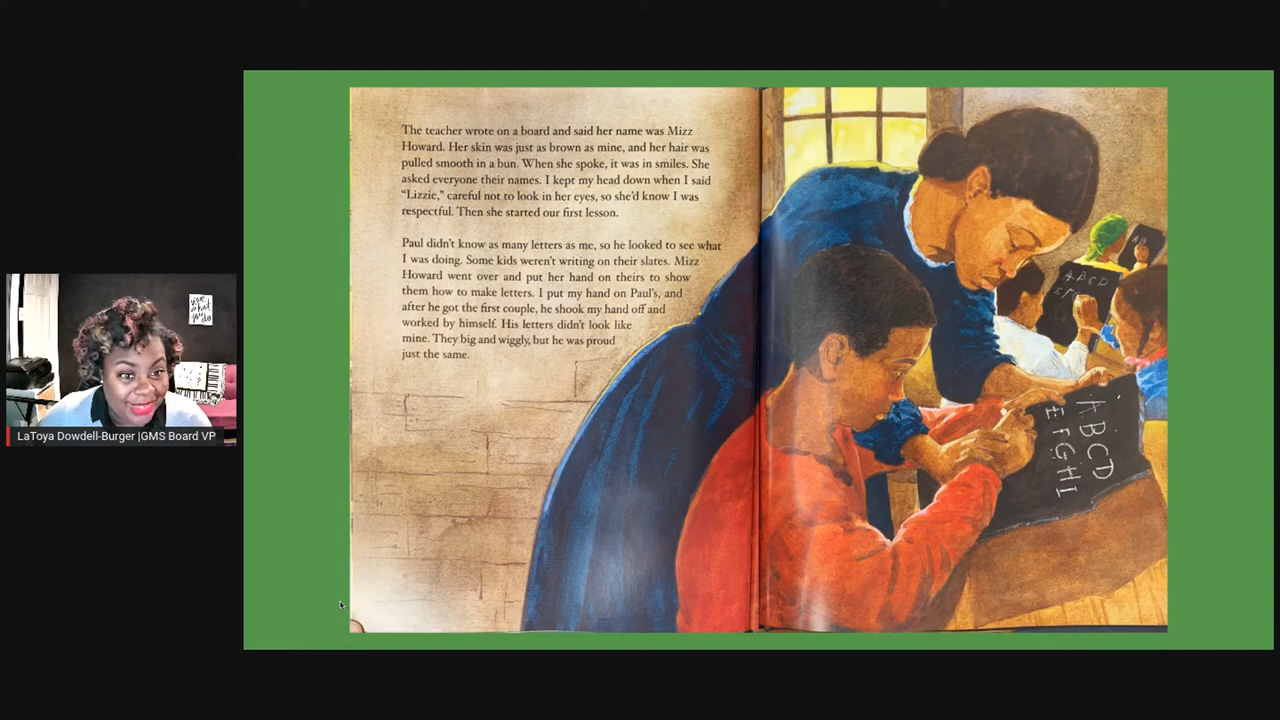 The teacher wrote on a board and said her name was Mizz
Howard. Her skin was just as brown as mine, and her hair was
pulled smooth in a bun. When she spoke, it was in smiles. She
asked everyone their names. I kept my head down when I said
“Lizzie,” careful not to look in her eyes, so she’d know I was
respectful. Then she started our first lesson.
Paul didn’t know as many letters as me, so he looked to see what
I was doing. Some kids weren’t writing on their slates. Mizz
Howard went over and put her hand on theirs to show
them how to make letters. I put my hand on Paul’s, and
after he got the first couple, he shook my hand off and
worked by himself. His letters didn’t look like
mine. They big and wiggly, but he was proud
just the same.
A B
A B C D
E F G
A B C D
E F G H I
what
you
do
LaToya Dowdell-Burger |GMS Board VP